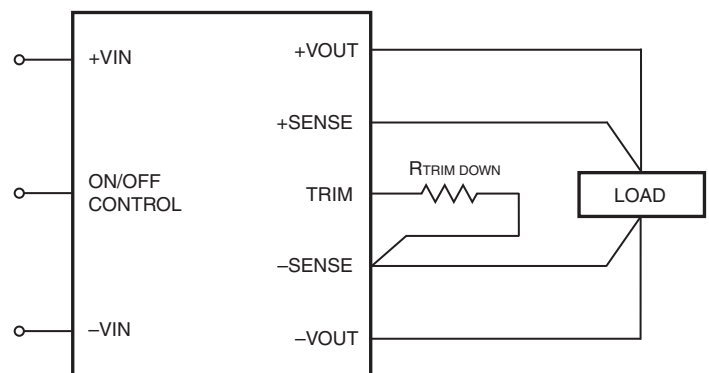 +VIN
+VOUT
+SENSE
RTRIM DOWN
ON/OFF
CONTROL
TRIM
LOAD
–SENSE
–VIN
–VOUT